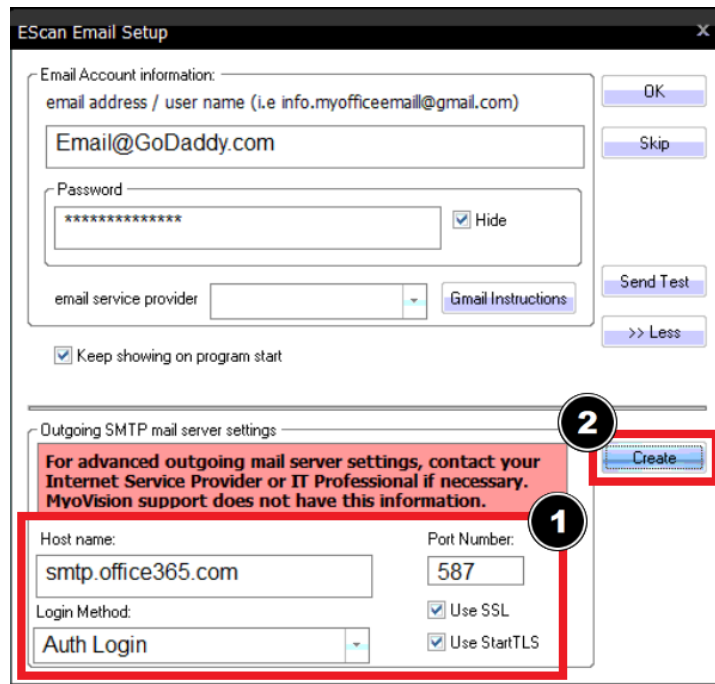 EScan Email Setup
x
Email Account information:
email address / user name (i.e info.myofficeemaill@gmail.com)
OK
Email@GoDaddy.com
Skip
Password
**************
Hide
email service provider
Gmail Instructions
Send Test
>> Less
Keep showing on program start
Outgoing SMTP mail server settings
2
Create
For advanced outgoing mail server settings, contact your
Internet Service Provider or IT Professional if necessary.
MyoVision support does not have this information.
1
Host name:
Port Number:
smtp.office365.com
587
Login Method:
Use SSL
Auth Login
Use StartTLS